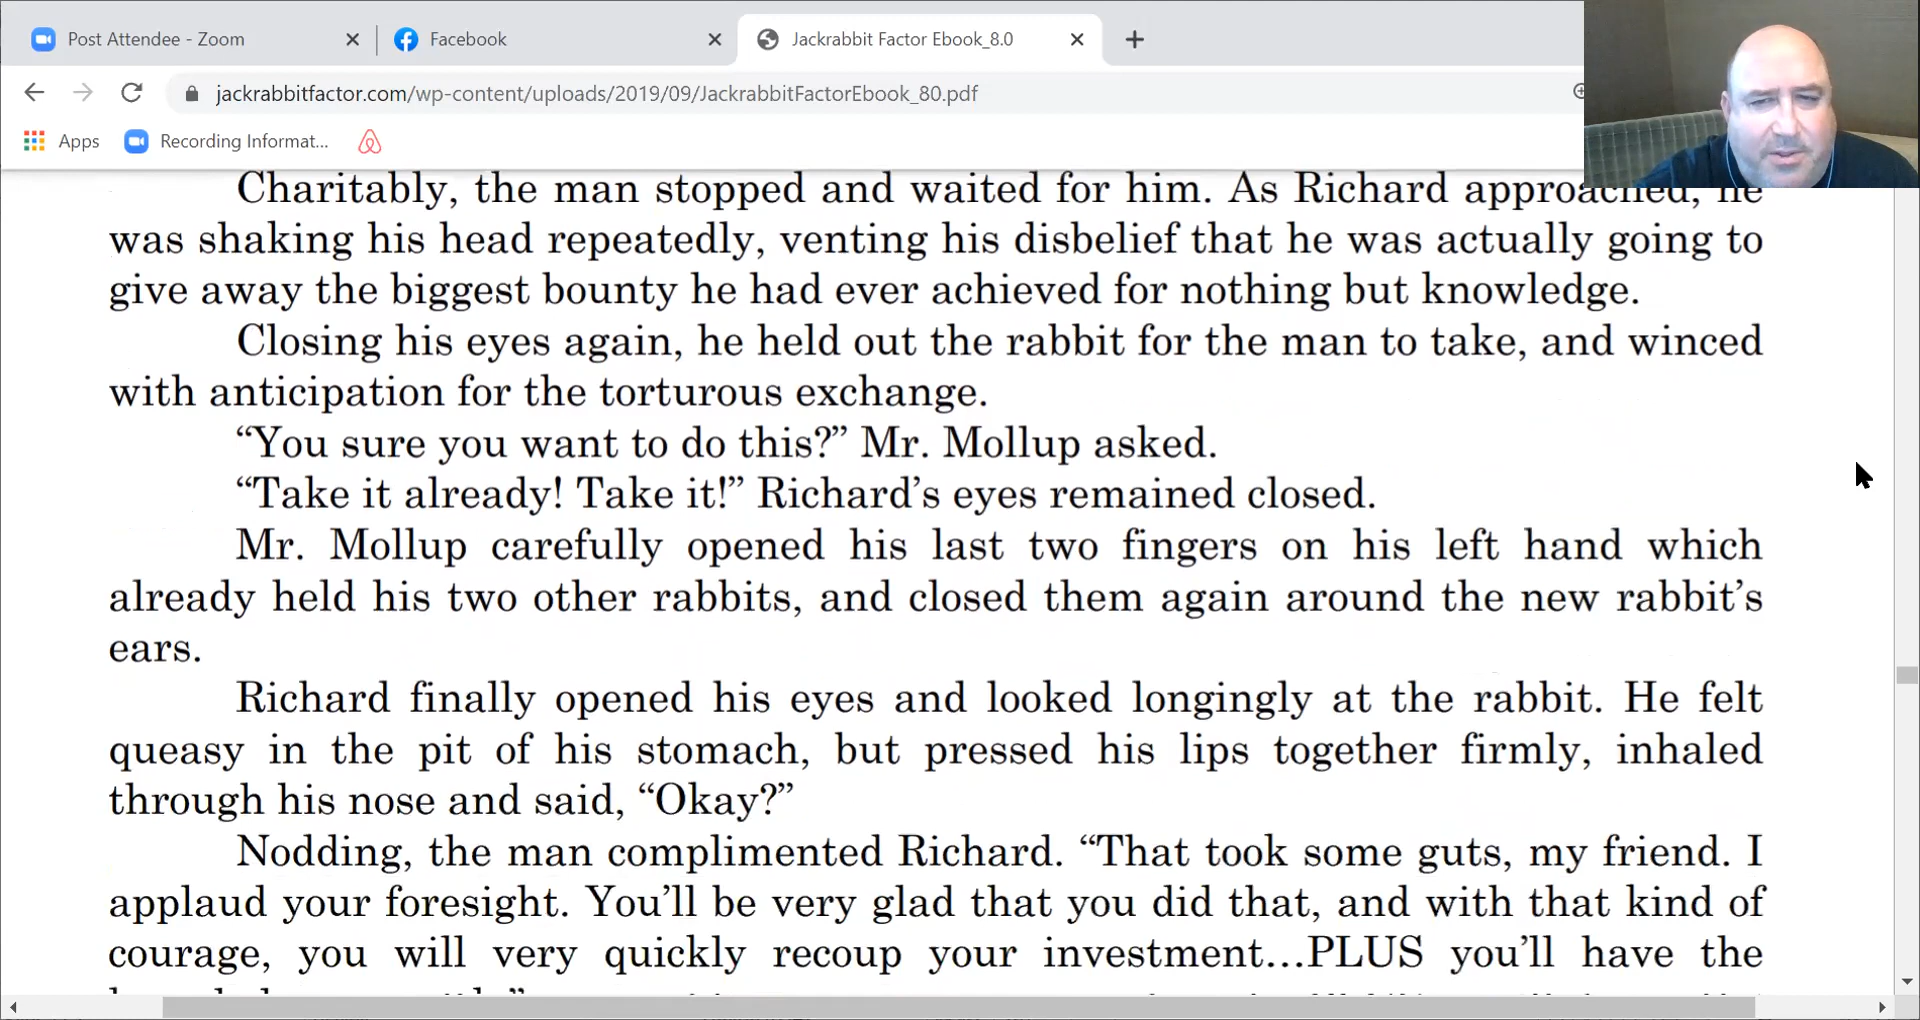 Post Attendee - Zoom
Facebook
Jackrabbit Factor Ebook_8.0
jackrabbitfactor.com/wp-content/uploads/2019/09/JackrabbitFactorEbook_80.pdf
Apps
Recording Informat...
Charitably, the man stopped and waited for him. As Richard approached, he
was shaking his head repeatedly, venting his disbelief that he was actually going to
give away the biggest bounty he had ever achieved for nothing but knowledge.
Closing his eyes again, he held out the rabbit for the man to take, and winced
with anticipation for the torturous exchange.
“You sure you want to do this?” Mr. Mollup asked.
“Take it already! Take it!” Richard’s eyes remained closed.
Mr. Mollup carefully opened his last two fingers on his left hand which
already held his two other rabbits, and closed them again around the new rabbit’s
ears.
Richard finally opened his eyes and looked longingly at the rabbit. He felt
queasy in the pit of his stomach, but pressed his lips together firmly, inhaled
through his nose and said, “Okay?”
Nodding, the man complimented Richard. “That took some guts, my friend. I
applaud your foresight. You’ll be very glad that you did that, and with that kind of
courage, you will very quickly recoup your investment…PLUS you’ll have the